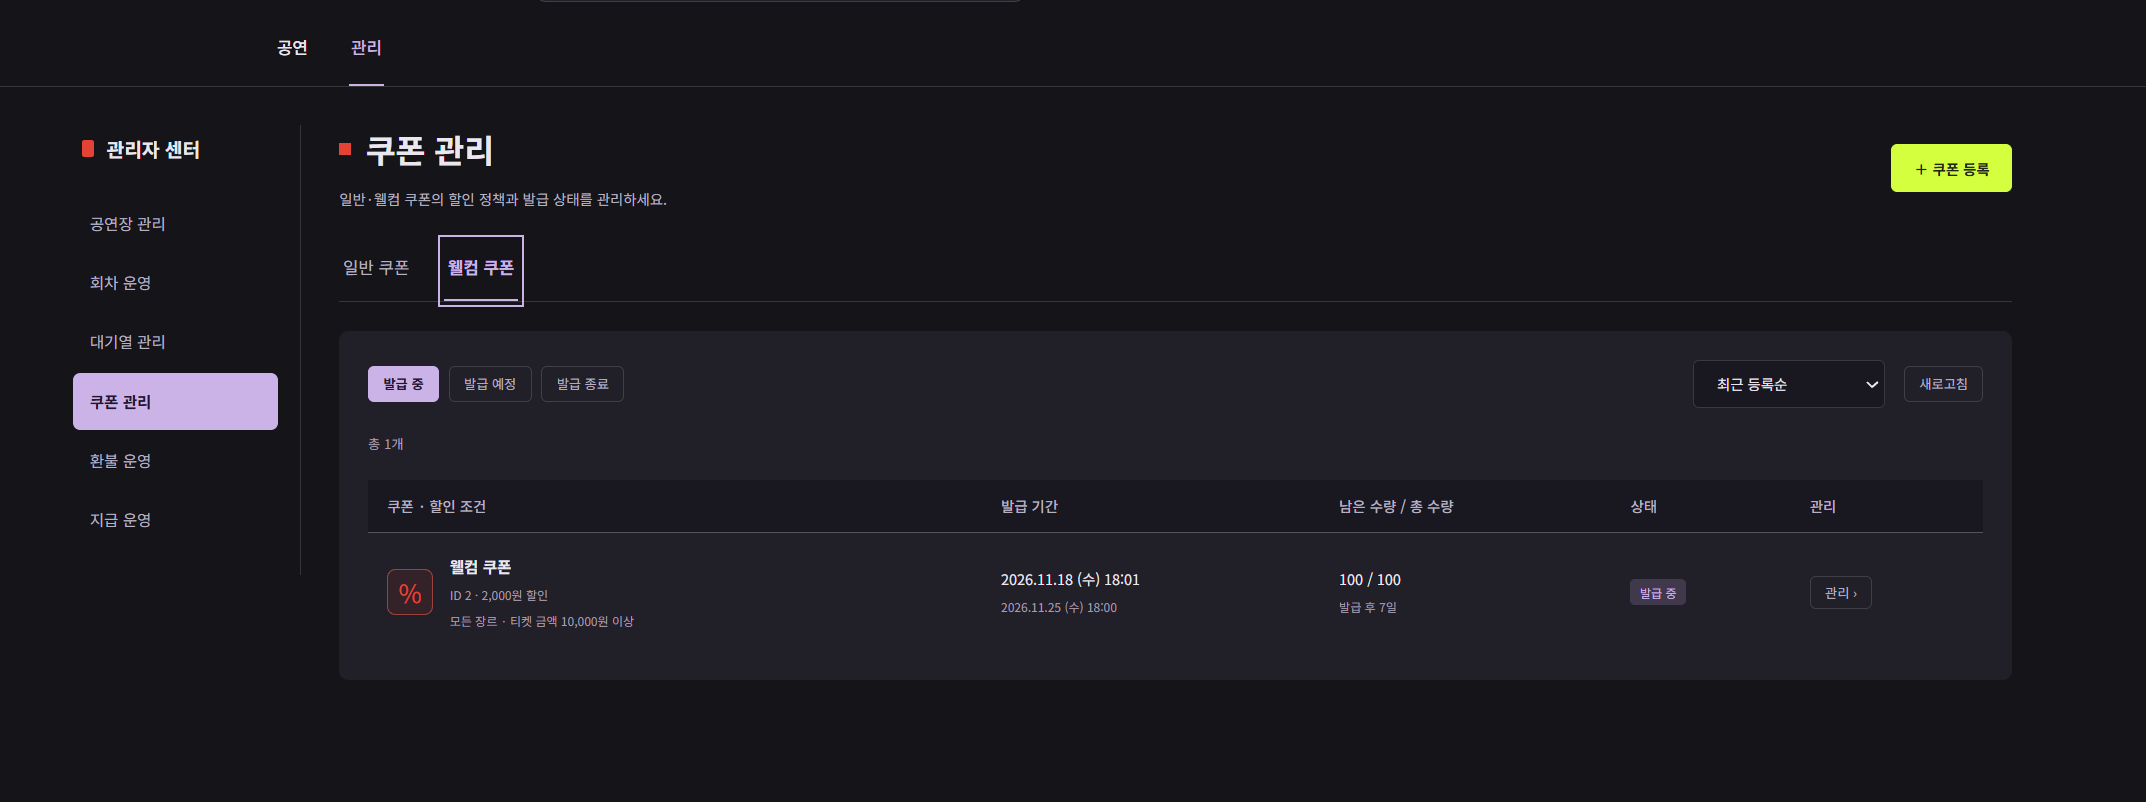 공연 관리
관리자 센터
공연장 관리
회차 운영
대기열 관리
쿠폰 관리
환불 운영
지급 운영
쿠폰 관리
일반·웰컴 쿠폰의 할인 정책과 발급 상태를 관리하세요.
+ 쿠폰 등록
일반 쿠폰 웰컴 쿠폰
발급 중 발급 예정 발급 종료 최근 등록순 새로고침
총 1개
쿠폰 · 할인 조건 발급 기간 남은 수량 / 총 수량 상태 관리
웰컴 쿠폰
ID 2 · 2,000원 할인
모든 장르 · 티켓 금액 10,000원 이상
2026.11.18 (수) 18:01
2026.11.25 (수) 18:00
100 / 100
발급 후 7일
발급 중
관리 ›